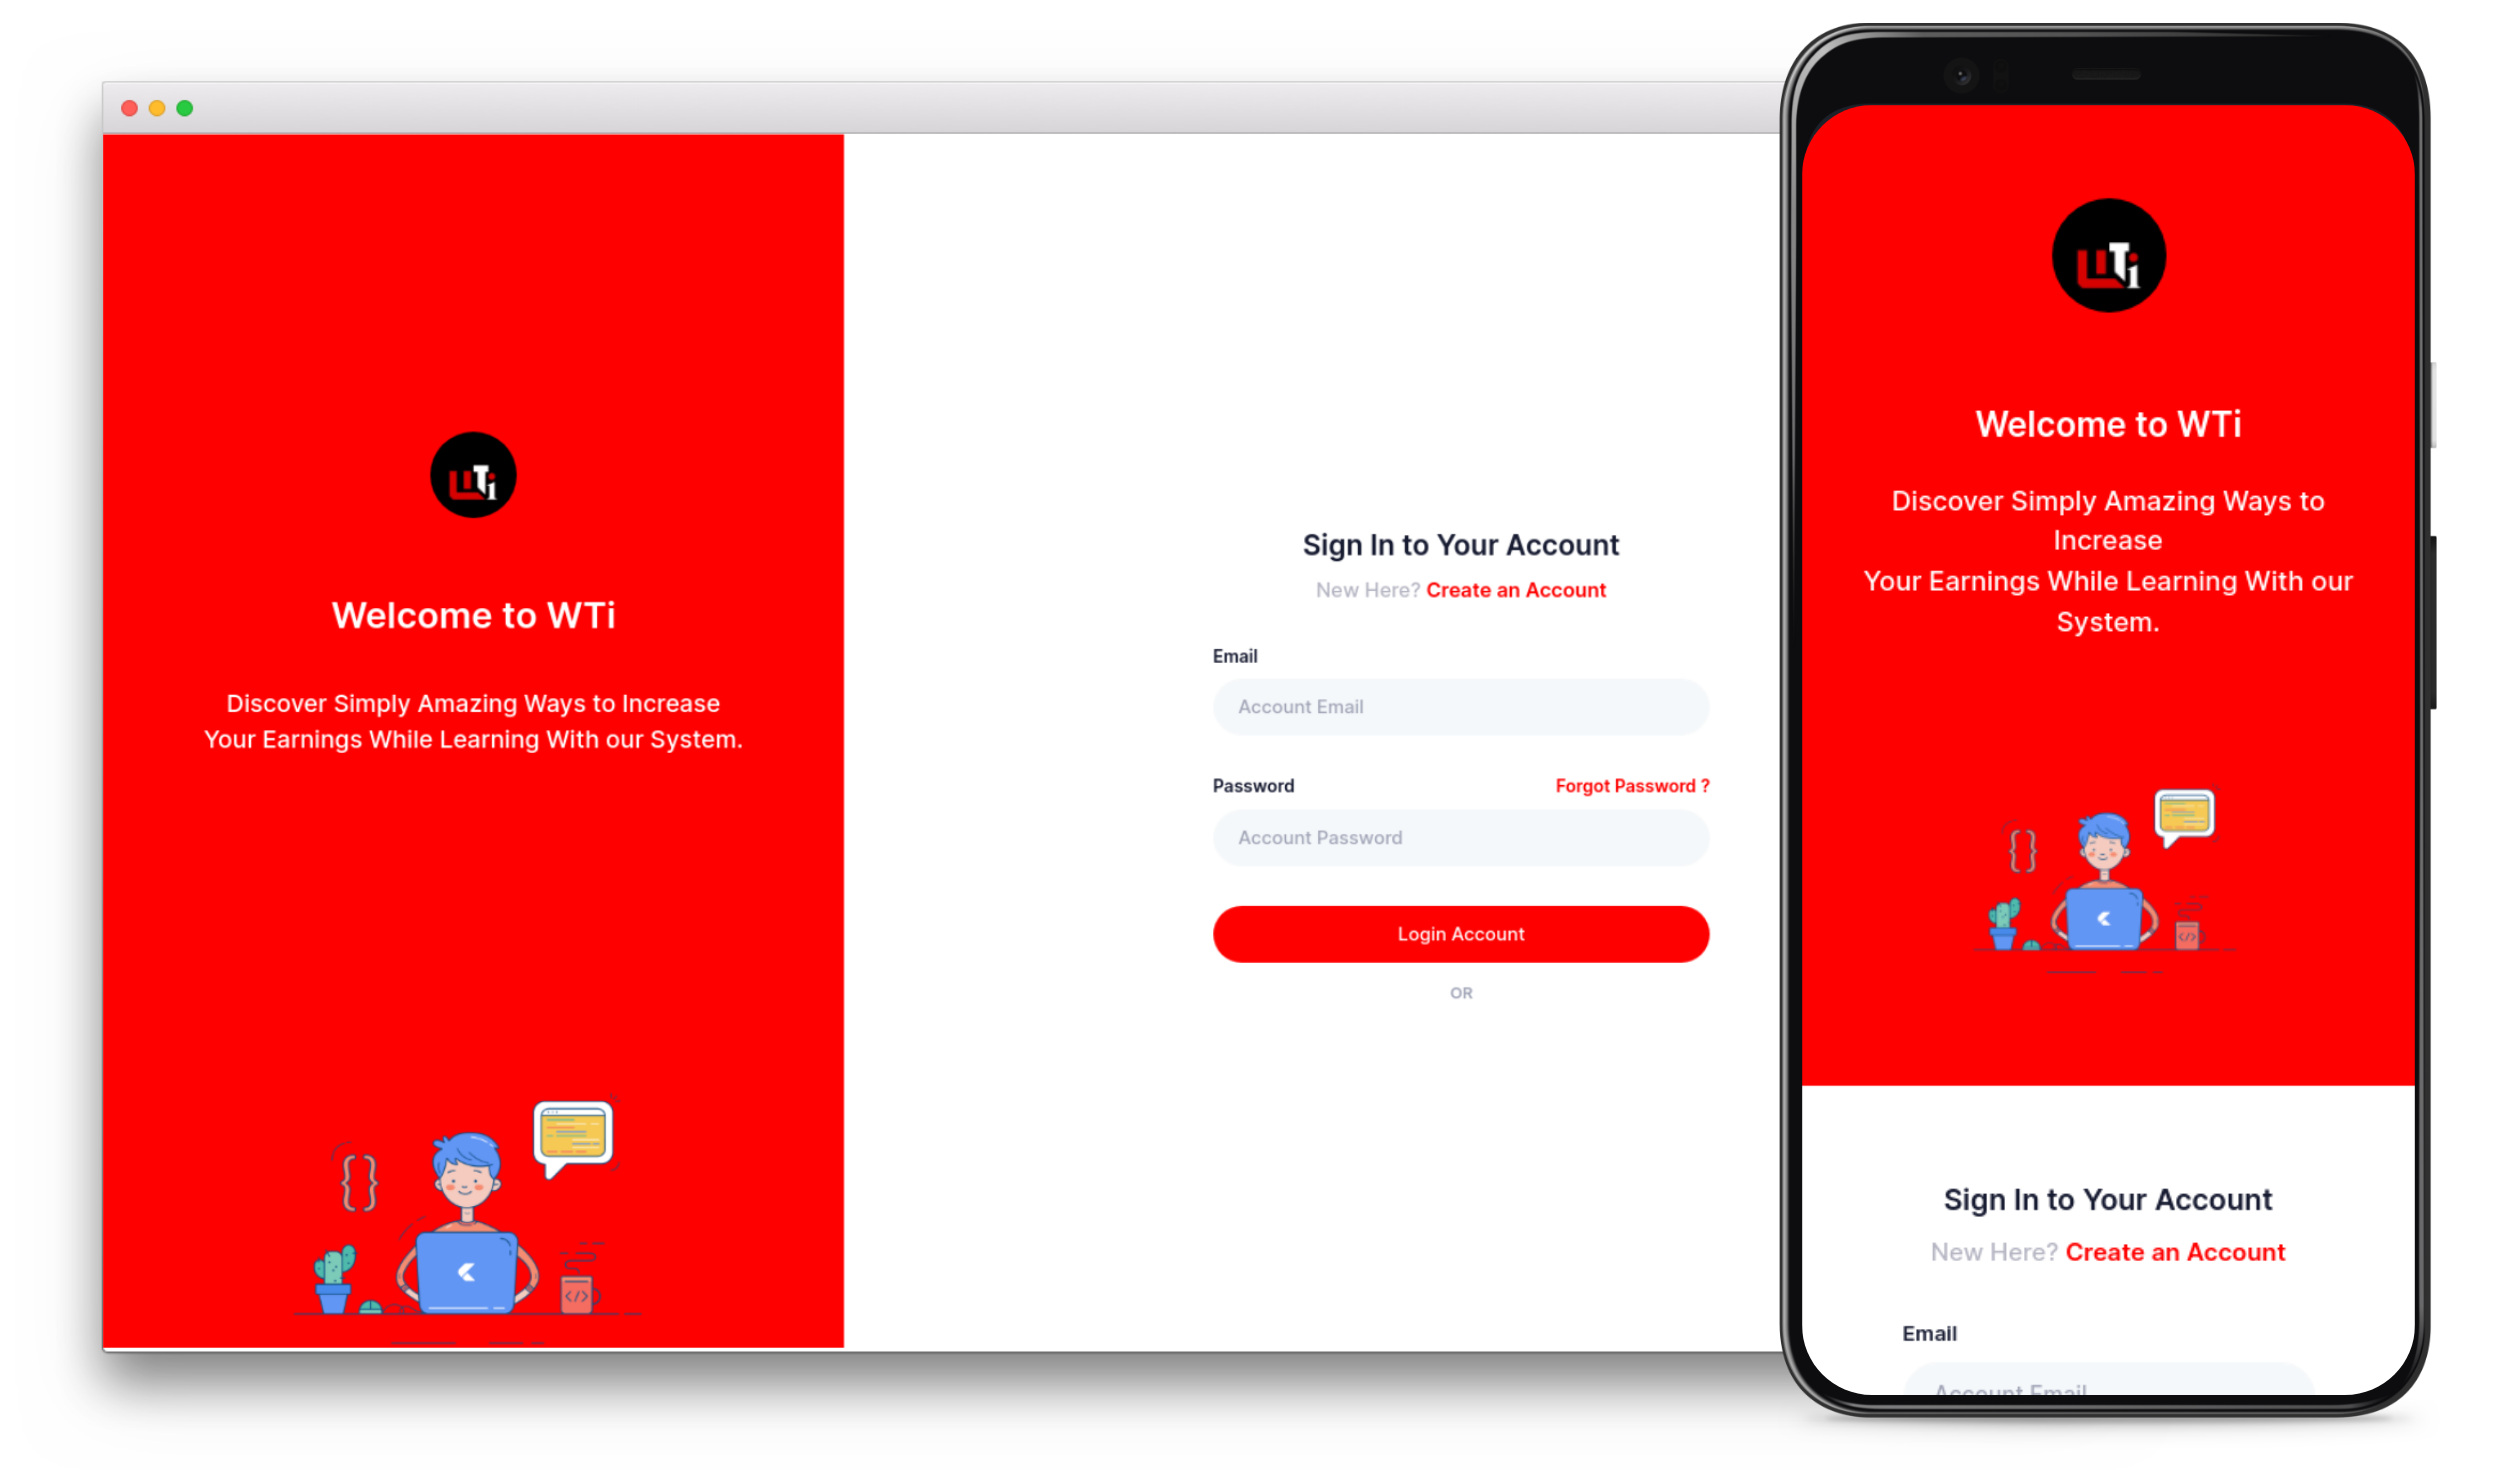 WTi
Welcome to WTi
Discover Simply Amazing Ways to Increase
Your Earnings While Learning With our System.
{ }
</>
Sign In to Your Account
New Here? Create an Account
Email
Account Email
Password Forgot Password ?
Account Password
Login Account
OR
WTi
Welcome to WTi
Discover Simply Amazing Ways to
Increase
Your Earnings While Learning With our
System.
{ }
</>
Sign In to Your Account
New Here? Create an Account
Email
Account Email